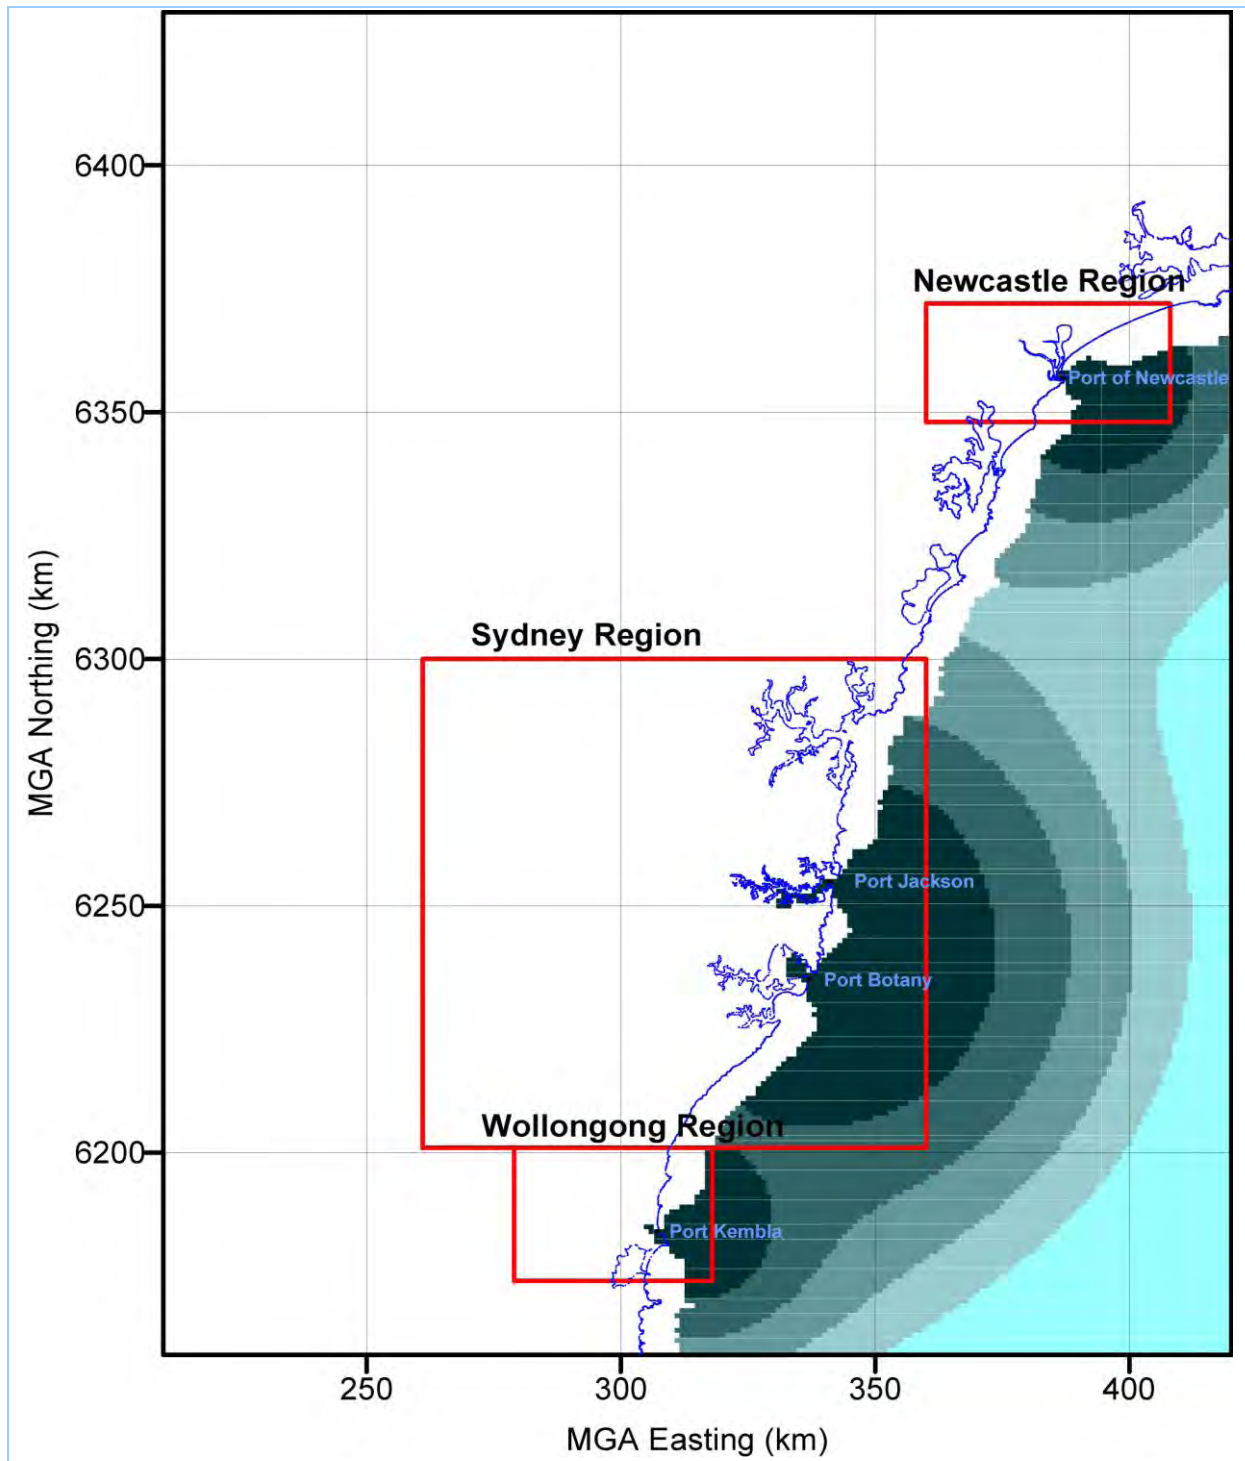 6400
Newcastle Region
Port of Newcastle
6350
Sydney Region
6300
MGA Northing (km)
Port Jackson
6250
Port Botany
Wollongong Region
6200
Port Kembla
250
300
350
400
MGA Easting (km)